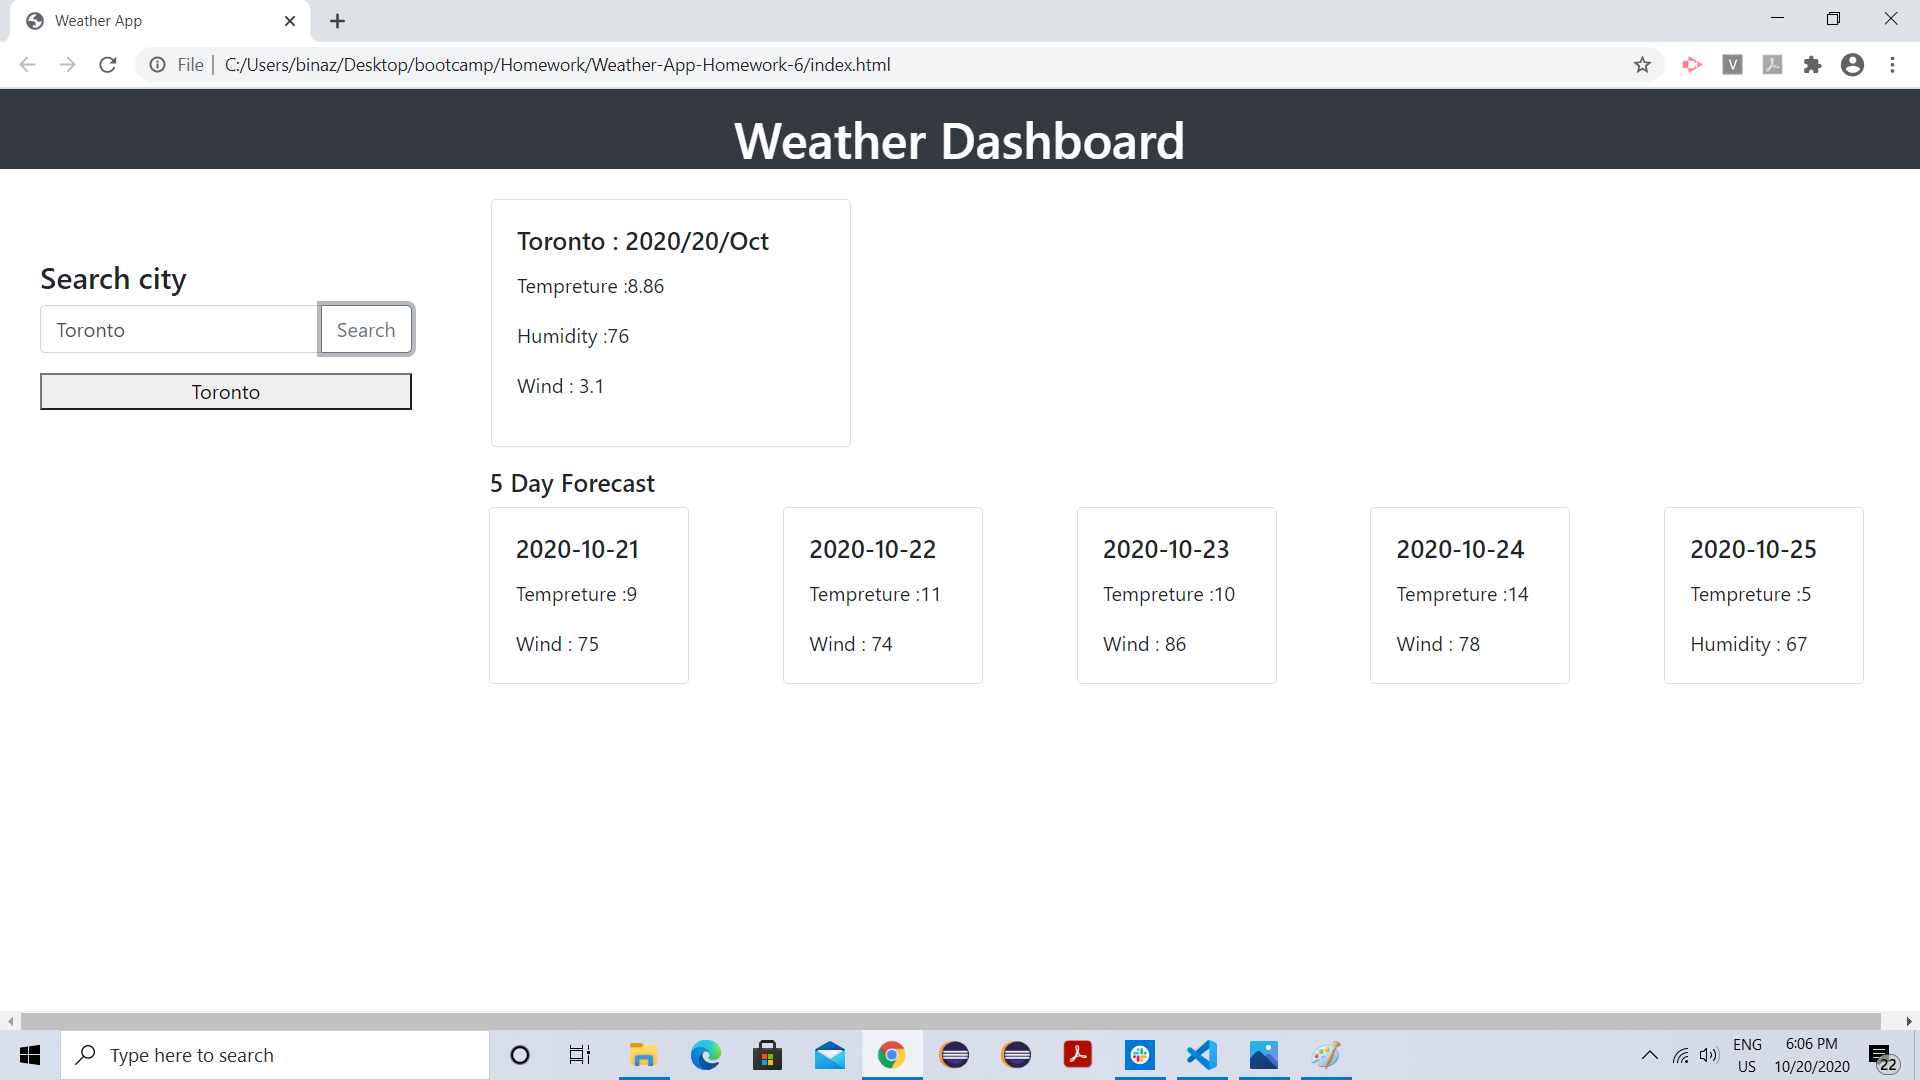 Weather App
File | C:/Users/binaz/Desktop/bootcamp/Homework/Weather-App-Homework-6/index.html
V
Weather Dashboard
Search city
Toronto
Search
Toronto
Toronto : 2020/20/Oct
Tempreture :8.86
Humidity :76
Wind : 3.1
5 Day Forecast
2020-10-21
Tempreture :9
Wind : 75
2020-10-22
Tempreture :11
Wind : 74
2020-10-23
Tempreture :10
Wind : 86
2020-10-24
Tempreture :14
Wind : 78
2020-10-25
Tempreture :5
Humidity : 67
Type here to search
ENG
US
6:06 PM
10/20/2020
22